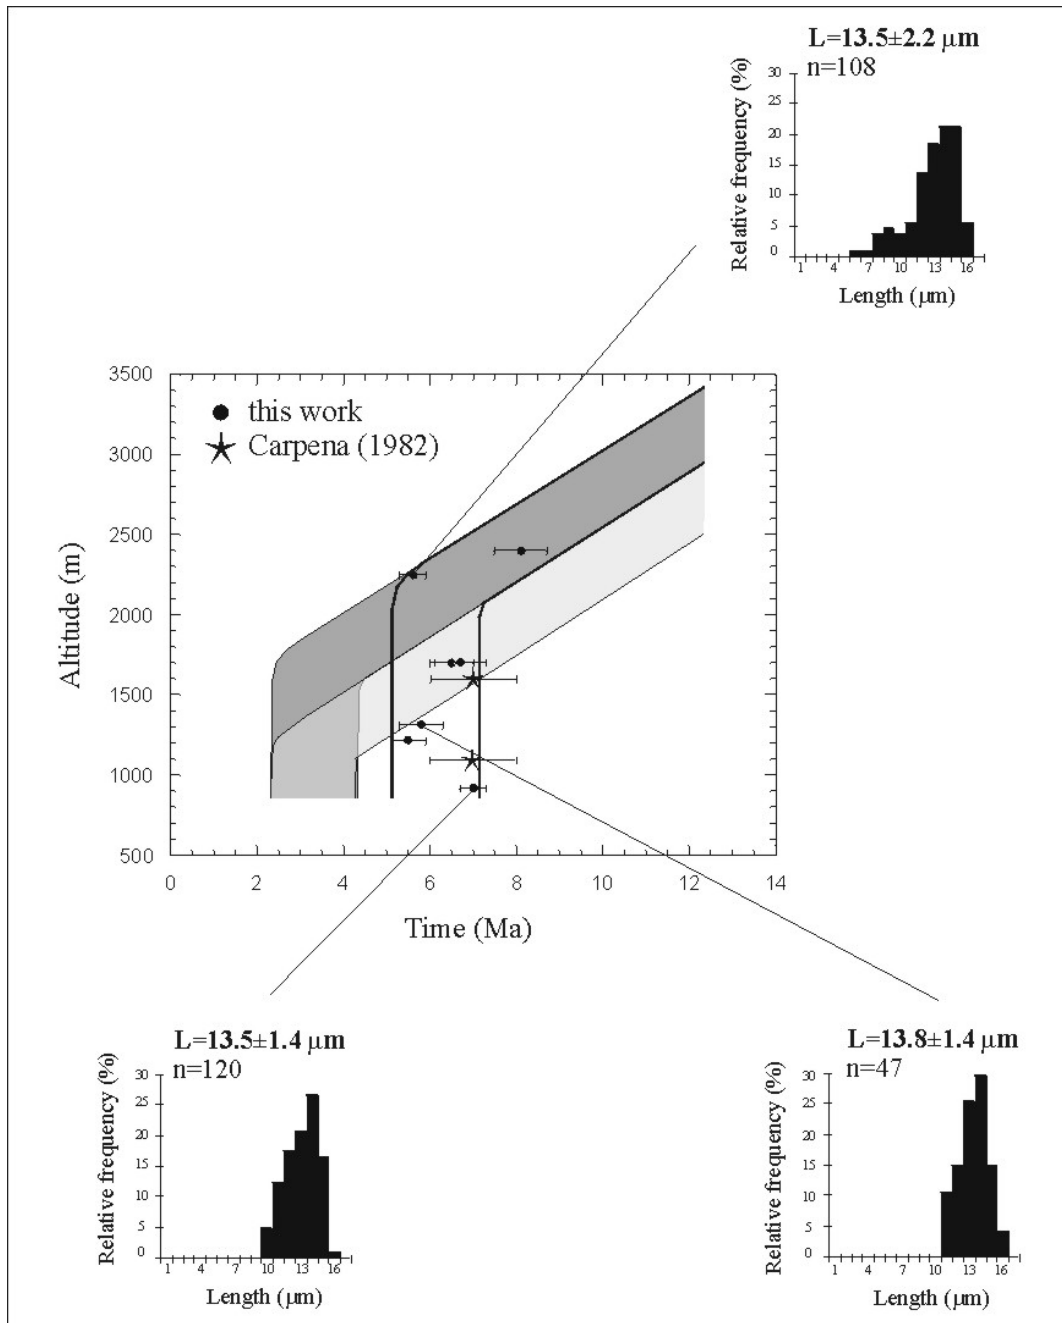 L=13.5±2.2 µm
n=108
Relative frequency (%)
30
25
20
15
10
5
0
1 4 7 10 13 16
Length (µm)
3500
3000
2500
2000
1500
1000
500
Altitude (m)
this work
Carpena (1982)
0 2 4 6 8 10 12 14
Time (Ma)
L=13.5±1.4 µm
n=120
Relative frequency (%)
30
25
20
15
10
5
0
1 4 7 10 13 16
Length (µm)
L=13.8±1.4 µm
n=47
Relative frequency (%)
30
25
20
15
10
5
0
1 4 7 10 13 16
Length (µm)